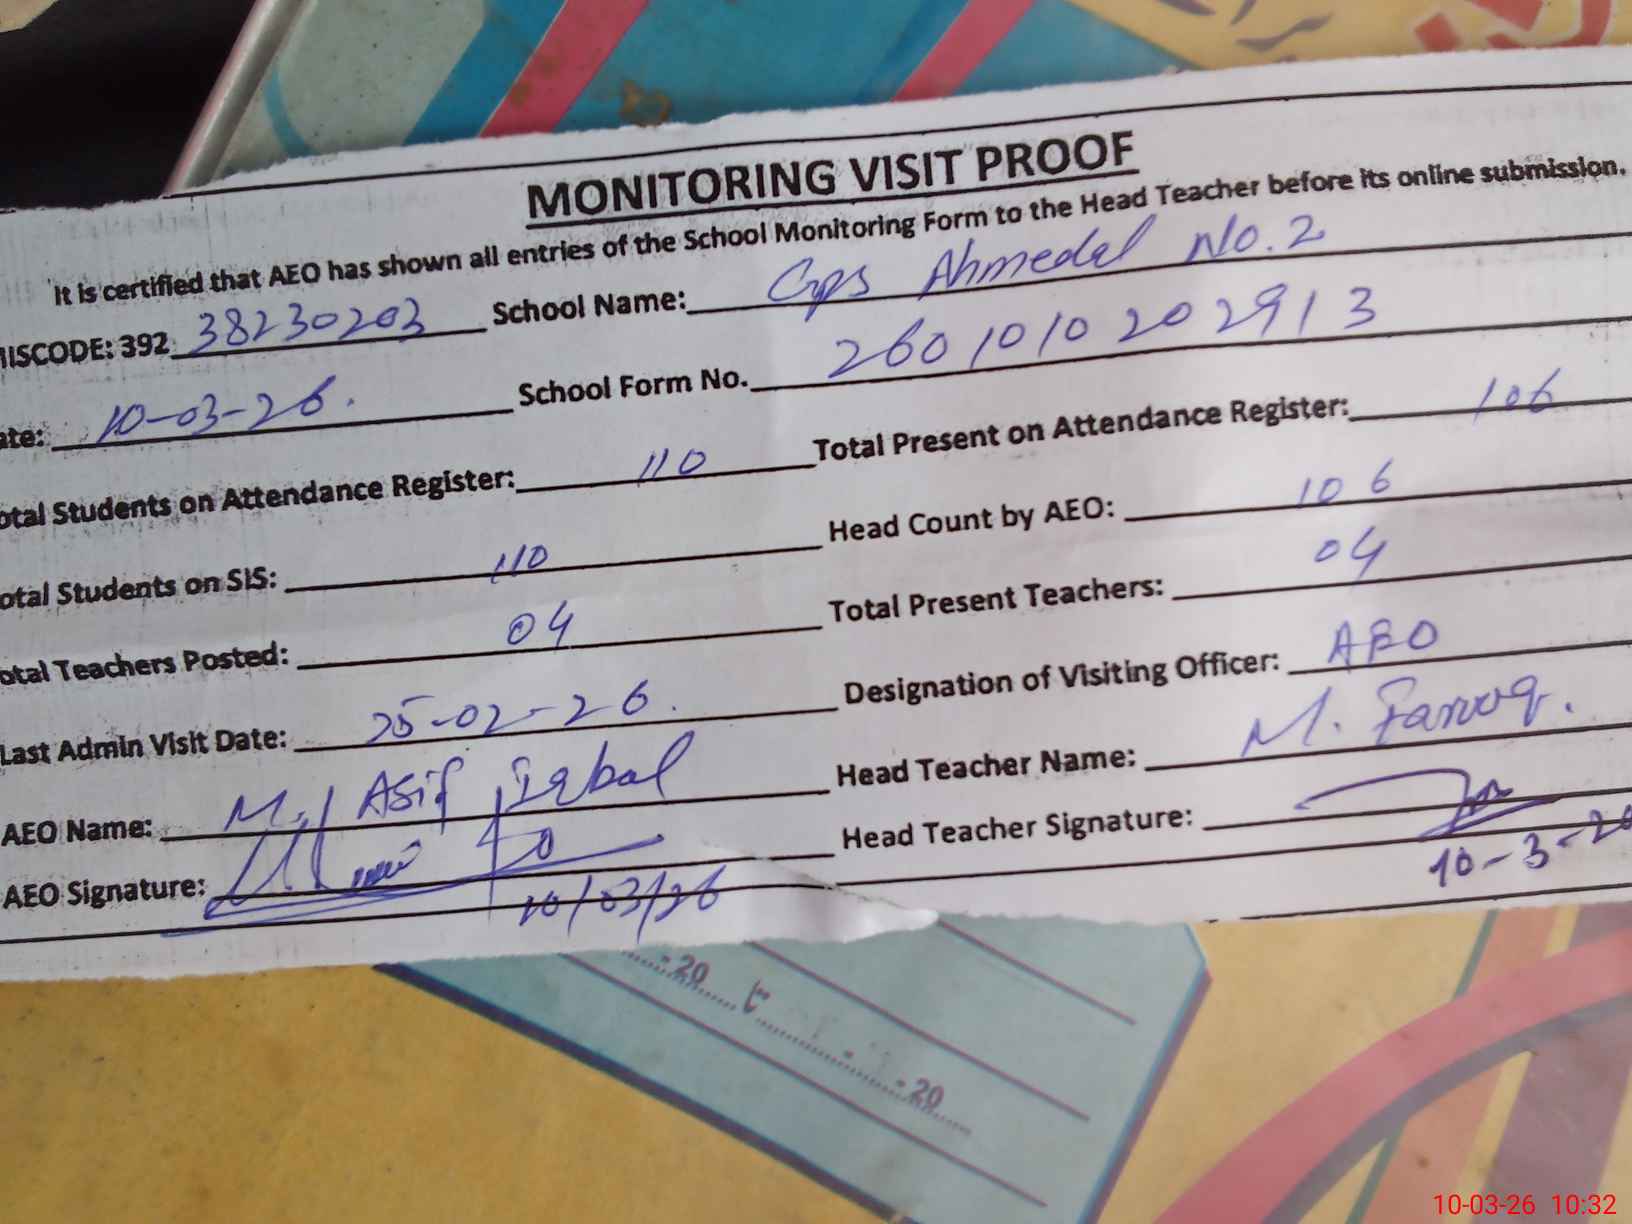 MONITORING VISIT PROOF
It is certified that AEO has shown all entries of the School Monitoring Form to the Head Teacher before its online submission.
MISCODE: 392 38230203 School Name: Gps Ahmedal No. 2
ate: 10-03-26. School Form No. 2601010202913
otal Students on Attendance Register: 110 Total Present on Attendance Register: 106
otal Students on SIS: 110 Head Count by AEO: 106
otal Teachers Posted: 04 Total Present Teachers: 04
Last Admin Visit Date: 25-02-26. Designation of Visiting Officer: AEO
AEO Name: M. Asif Iqbal Head Teacher Name: M. Farooq.
AEO Signature: Head Teacher Signature:
10/03/26 10-3-26
- 20
- 20
10-03-26 10:32